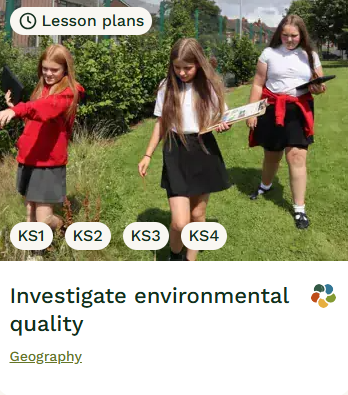 Lesson plans
KS1 KS2 KS3 KS4
Investigate environmental
quality
Geography